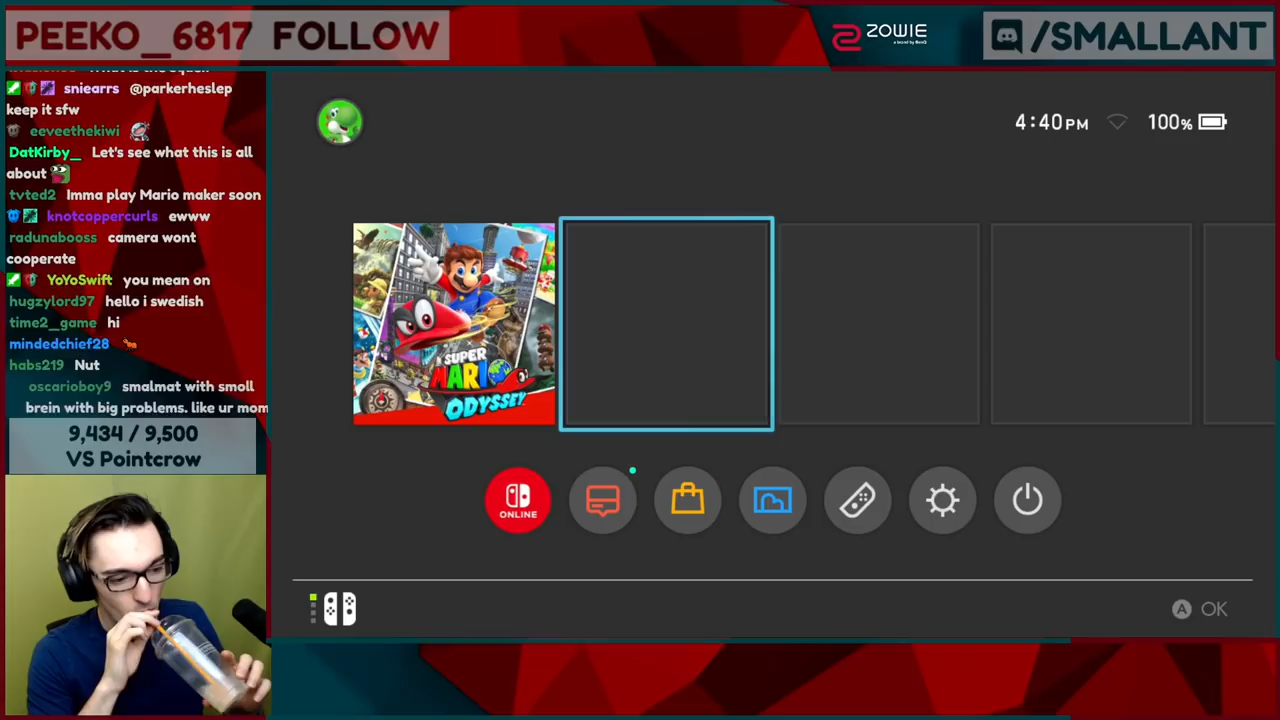 PEEKO_6817 FOLLOW
ZOWIE
/SMALLANT
sniearrs @parkerheslep
keep it sfw
eeveethekiwi
DatKirby_ Let's see what this is all
about
tvted2 Imma play Mario maker soon
knotcoppercurls ewww
radunabooss camera wont
cooperate
YoYoSwift you mean on
hugzylord97 hello i swedish
time2_game hi
mindedchief28
habs219 Nut
oscarioboy9 smalmat with smoll
brein with big problems. like ur mom
9,434 / 9,500
VS Pointcrow
4:40 PM 100%
SUPER
MARIO
ODYSSEY
ONLINE
A OK